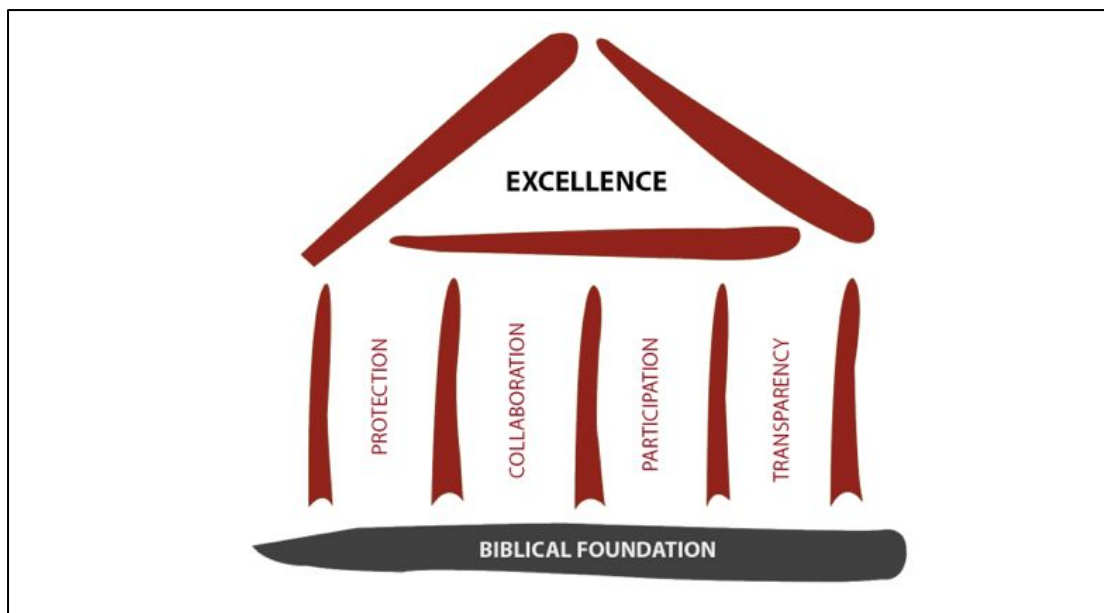 EXCELLENCE
PROTECTION
COLLABORATION
PARTICIPATION
TRANSPARENCY
BIBLICAL FOUNDATION